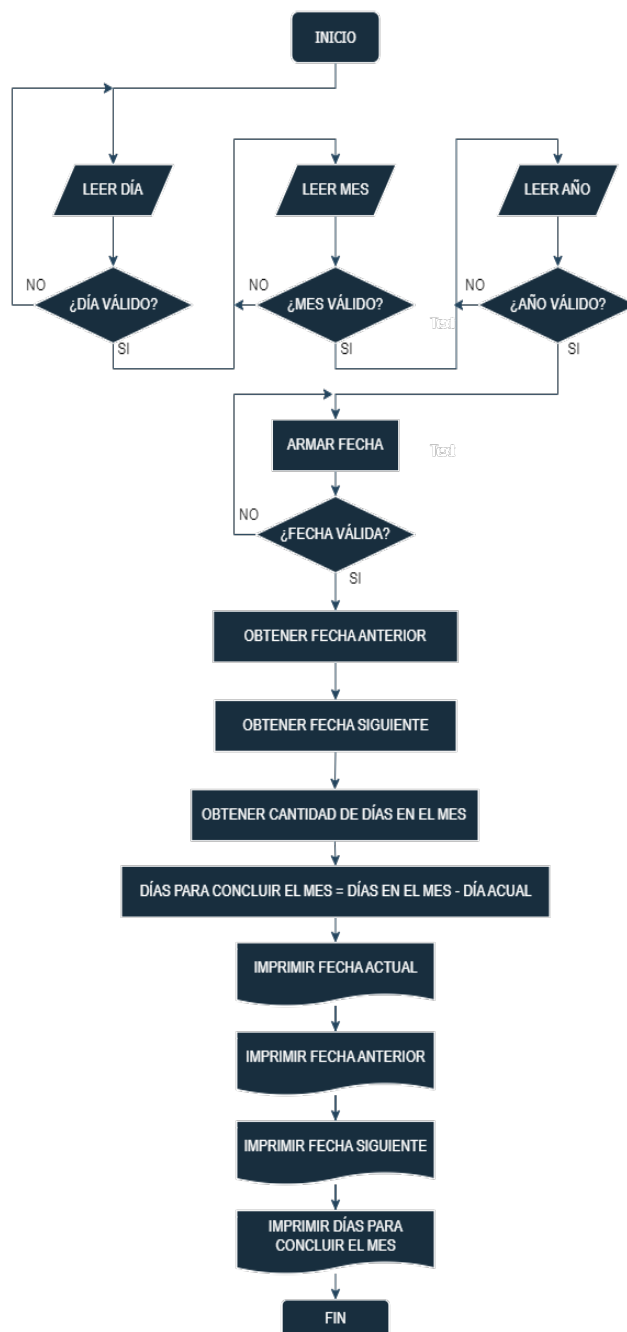 INICIO
LEER DÍA
LEER MES
LEER AÑO
NO
¿DÍA VÁLIDO?
SI
NO
¿MES VÁLIDO?
SI
Text
NO
¿AÑO VÁLIDO?
SI
ARMAR FECHA
Text
NO
¿FECHA VÁLIDA?
SI
OBTENER FECHA ANTERIOR
OBTENER FECHA SIGUIENTE
OBTENER CANTIDAD DE DÍAS EN EL MES
DÍAS PARA CONCLUIR EL MES = DÍAS EN EL MES - DÍA ACUAL
IMPRIMIR FECHA ACTUAL
IMPRIMIR FECHA ANTERIOR
IMPRIMIR FECHA SIGUIENTE
IMPRIMIR DÍAS PARA
CONCLUIR EL MES
FIN